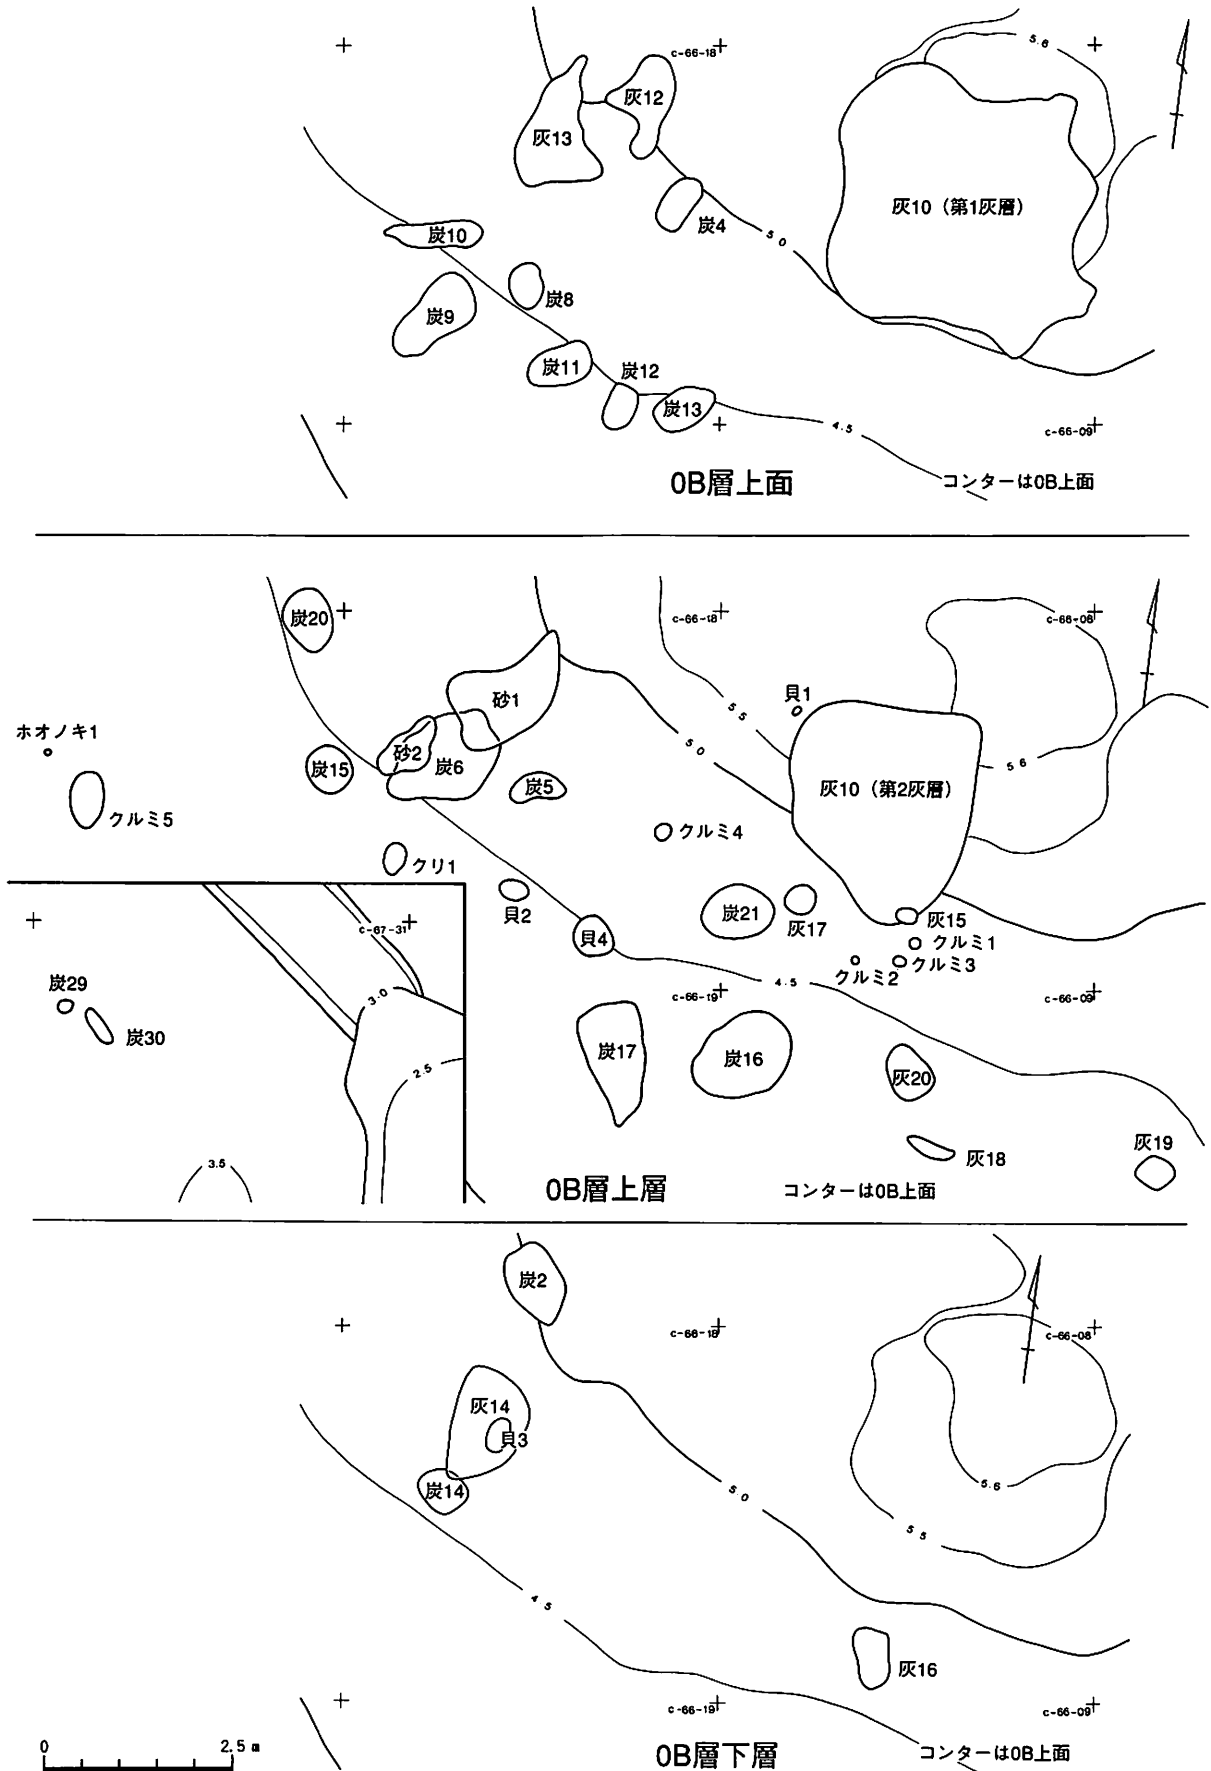 c-66-18
5.6
灰12
灰13
灰10（第1灰層）
炭4
5.0
炭10
炭8
炭9
炭11
炭12
炭13
4.5
c-66-09
0B層上面
コンターは0B上面
炭20
c-66-18
c-66-08
砂1
貝1
5.5
ホオノキ1
砂2
炭6
5.0
5.6
炭15
炭5
灰10（第2灰層）
クルミ5
クルミ4
クリ1
貝2
炭21
灰17
灰15
c-67-31
貝4
クルミ1
クルミ2
クルミ3
炭29
3.0
c-66-19
4.5
c-66-09
炭30
炭17
炭16
灰20
2.5
灰18
灰19
3.5
0B層上層
コンターは0B上面
炭2
c-66-18
c-66-08
灰14
貝3
炭14
5.0
5.6
5.5
4.5
灰16
c-66-19
c-66-09
0 2.5m
0B層下層
コンターは0B上面